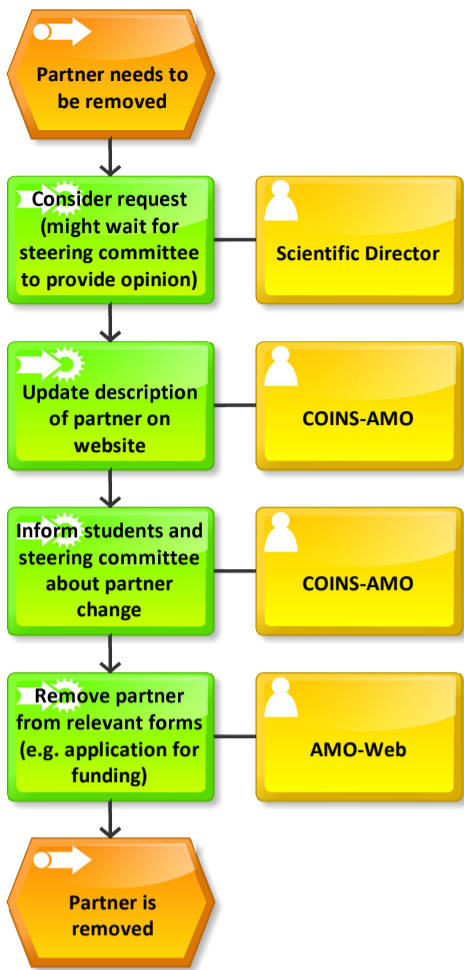 Partner needs to
be removed
Consider request
(might wait for
steering committee
to provide opinion)
Scientific Director
Update description
of partner on
website
COINS-AMO
Inform students and
steering committee
about partner
change
COINS-AMO
Remove partner
from relevant forms
(e.g. application for
funding)
AMO-Web
Partner is
removed